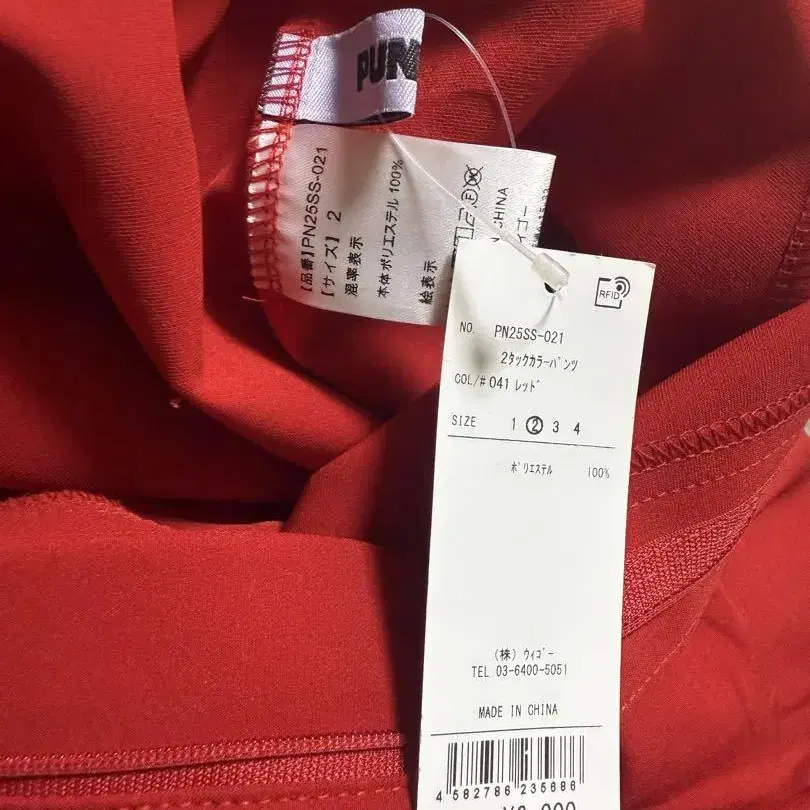 PUN
【品番】PN25SS-021
【サイズ】2
混率表示
本体ポリエステル 100%
絵表示
CHINA
イゴー
RFID
NO. PN25SS-021
2タックカラーパンツ
COL/# 041 レッド
SIZE 1 ② 3 4
ポリエステル 100%
(株) ウィゴー
TEL 03-6400-5051
MADE IN CHINA
4 582786 235686